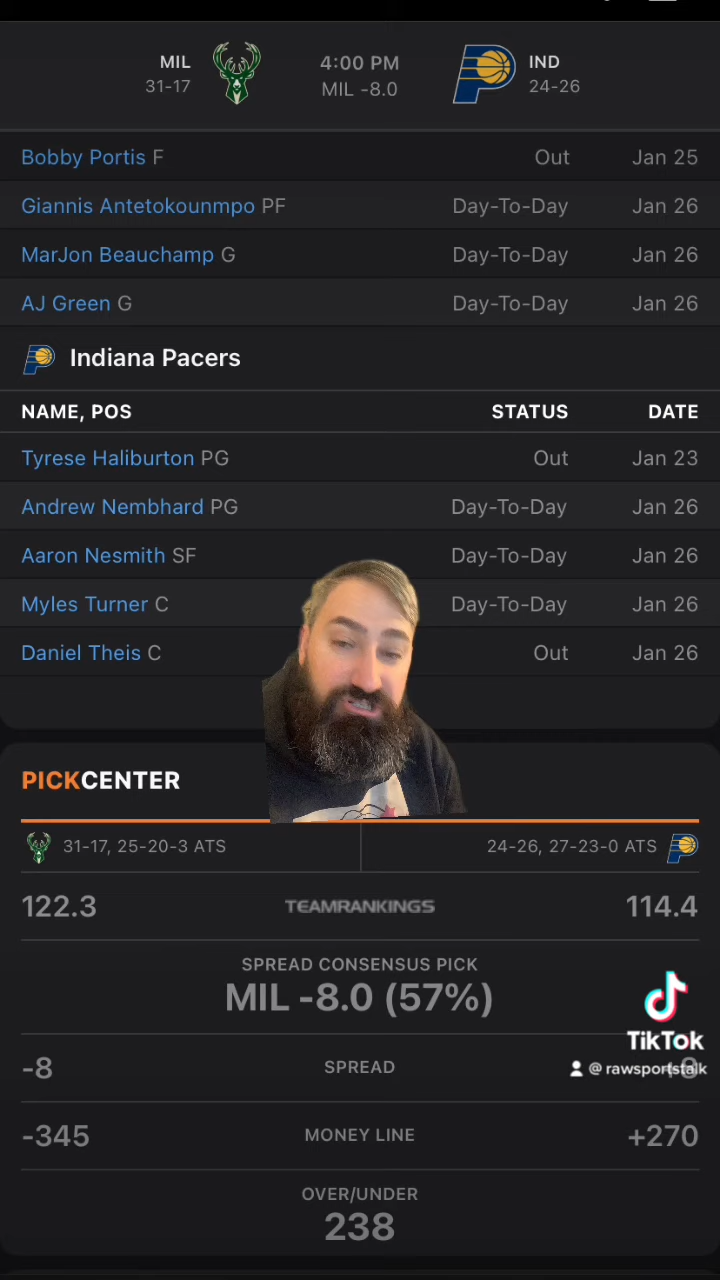 MIL 4:00 PM IND
31-17 MIL -8.0 24-26
Bobby Portis F Out Jan 25
Giannis Antetokounmpo PF Day-To-Day Jan 26
MarJon Beauchamp G Day-To-Day Jan 26
AJ Green G Day-To-Day Jan 26
Indiana Pacers
NAME, POS STATUS DATE
Tyrese Haliburton PG Out Jan 23
Andrew Nembhard PG Day-To-Day Jan 26
Aaron Nesmith SF Day-To-Day Jan 26
Myles Turner C Day-To-Day Jan 26
Daniel Theis C Out Jan 26
PICKCENTER
31-17, 25-20-3 ATS 24-26, 27-23-0 ATS
122.3 TEAMRANKINGS 114.4
SPREAD CONSENSUS PICK
MIL -8.0 (57%)
TikTok
-8 SPREAD +8
@rawsportstalk
-345 MONEY LINE +270
OVER/UNDER
238